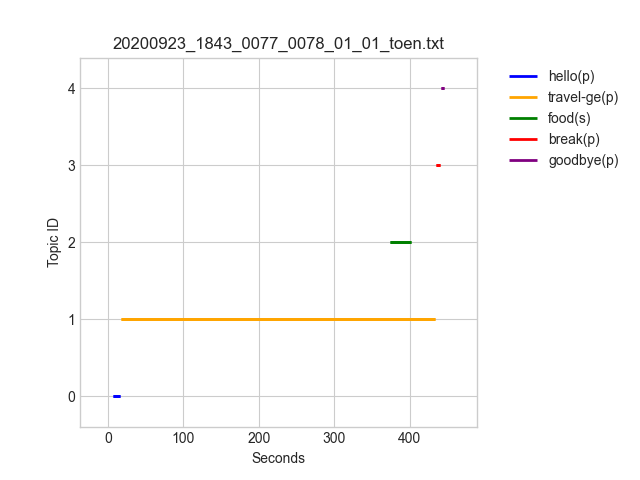 20200923_1843_0077_0078_01_01_toen.txt
hello(p)
travel-ge(p)
food(s)
break(p)
goodbye(p)
Topic ID
4
3
2
1
0
0 100 200 300 400
Seconds